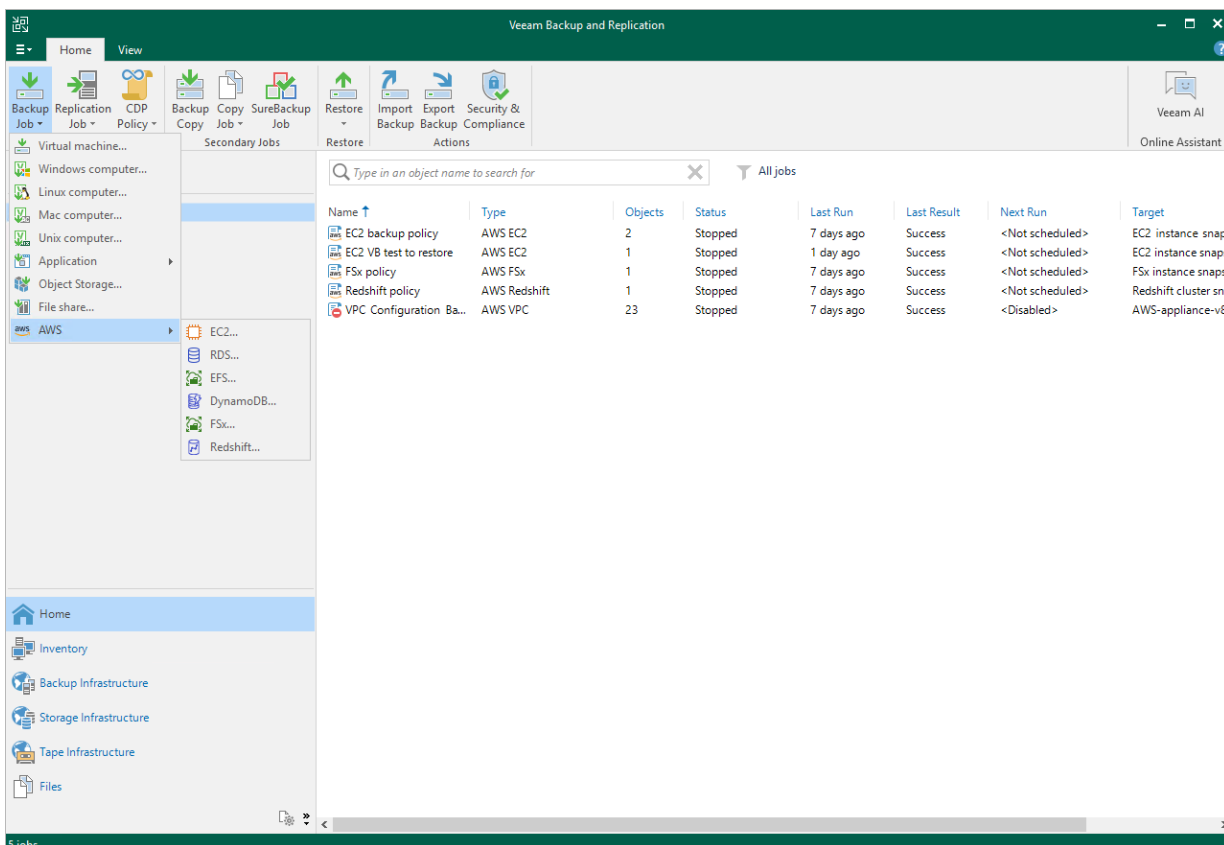 Veeam Backup and Replication
Home View
Backup Job
Replication Job
CDP Policy
Backup Copy
Copy Job
SureBackup Job
Restore
Import Backup
Export Backup
Security & Compliance
Veeam AI
Secondary Jobs
Restore
Actions
Online Assistant
Virtual machine...
Windows computer...
Linux computer...
Mac computer...
Unix computer...
Application
Object Storage...
File share...
aws AWS
EC2...
RDS...
EFS...
DynamoDB...
FSx...
Redshift...
Type in an object name to search for
All jobs
Name Type Objects Status Last Run Last Result Next Run Target
EC2 backup policy AWS EC2 2 Stopped 7 days ago Success <Not scheduled> EC2 instance snap
EC2 VB test to restore AWS EC2 1 Stopped 1 day ago Success <Not scheduled> EC2 instance snap
FSx policy AWS FSx 1 Stopped 7 days ago Success <Not scheduled> FSx instance snaps
Redshift policy AWS Redshift 1 Stopped 7 days ago Success <Not scheduled> Redshift cluster sn
VPC Configuration Ba... AWS VPC 23 Stopped 7 days ago Success <Disabled> AWS-appliance-v8
Home
Inventory
Backup Infrastructure
Storage Infrastructure
Tape Infrastructure
Files
5 jobs